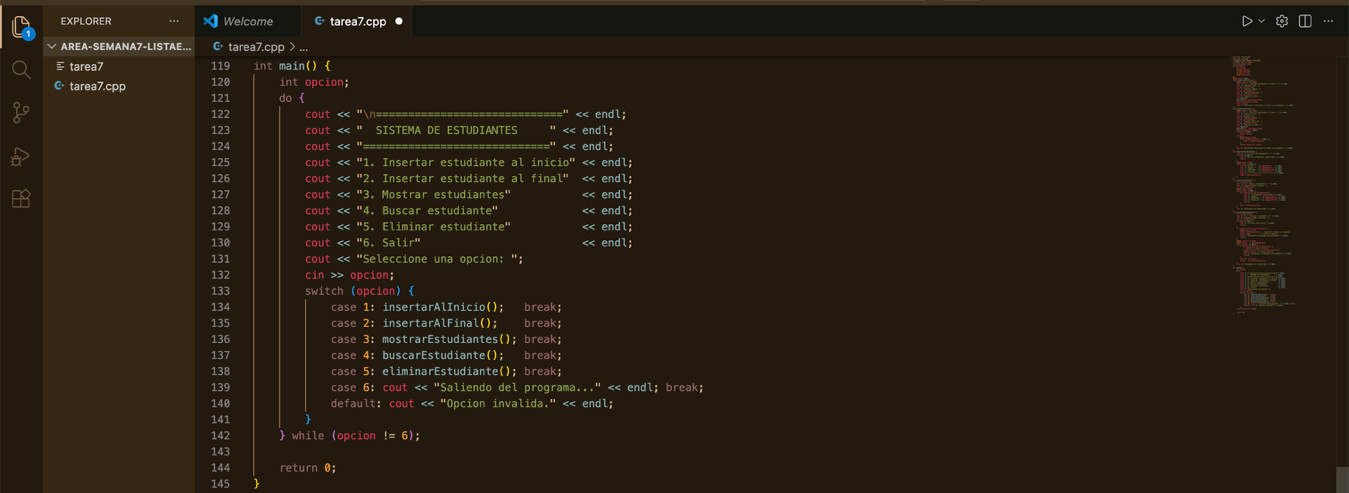 EXPLORER ···
Welcome
tarea7.cpp
AREA-SEMANA7-LISTAE...
tarea7
tarea7.cpp
1
tarea7.cpp > ...
119 int main() {
120 int opcion;
121 do {
122 cout << "\n=============================" << endl;
123 cout << "  SISTEMA DE ESTUDIANTES     " << endl;
124 cout << "=============================" << endl;
125 cout << "1. Insertar estudiante al inicio" << endl;
126 cout << "2. Insertar estudiante al final"  << endl;
127 cout << "3. Mostrar estudiantes"           << endl;
128 cout << "4. Buscar estudiante"             << endl;
129 cout << "5. Eliminar estudiante"           << endl;
130 cout << "6. Salir"                         << endl;
131 cout << "Seleccione una opcion: ";
132 cin >> opcion;
133 switch (opcion) {
134 case 1: insertarAlInicio();   break;
135 case 2: insertarAlFinal();    break;
136 case 3: mostrarEstudiantes(); break;
137 case 4: buscarEstudiante();   break;
138 case 5: eliminarEstudiante(); break;
139 case 6: cout << "Saliendo del programa..." << endl; break;
140 default: cout << "Opcion invalida." << endl;
141 }
142 } while (opcion != 6);
143
144 return 0;
145 }